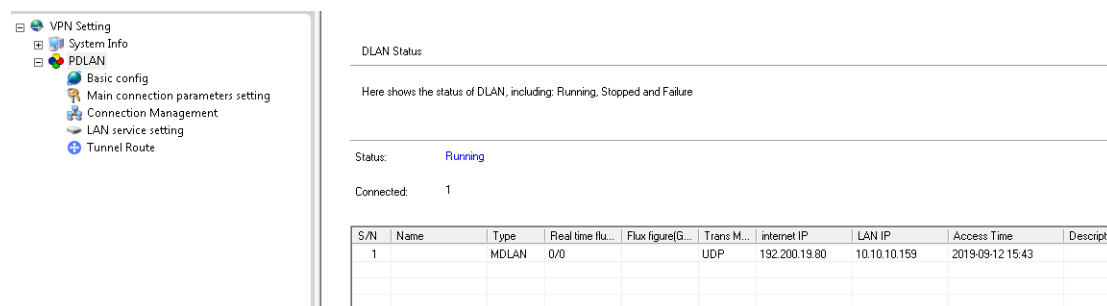 VPN Setting
System Info
PDLAN
Basic config
Main connection parameters setting
Connection Management
LAN service setting
Tunnel Route
DLAN Status
Here shows the status of DLAN, including: Running, Stopped and Failure
Status: Running
Connected: 1
S/N Name Type Real time flu... Flux figure(G... Trans M... internet IP LAN IP Access Time Descript
1 MDLAN 0/0 UDP 192.200.19.80 10.10.10.159 2019-09-12 15:43